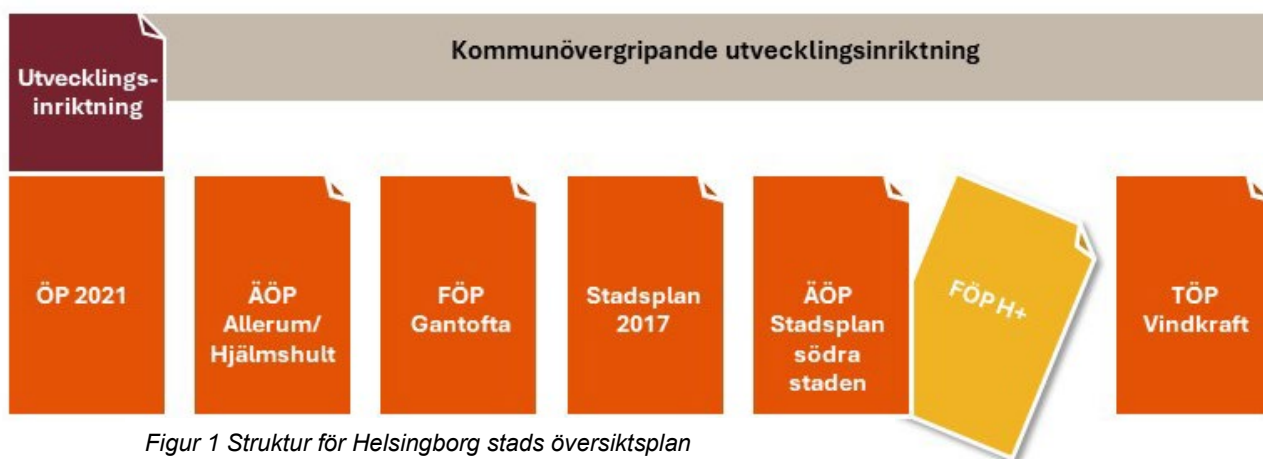 Utvecklings-
inriktning
Kommunövergripande utvecklingsinriktning
ÖP 2021
ÄÖP
Allerum/
Hjälmshult
FÖP
Gantofta
Stadsplan
2017
ÄÖP
Stadsplan
södra
staden
FÖP H+
TÖP
Vindkraft
Figur 1 Struktur för Helsingborg stads översiktsplan